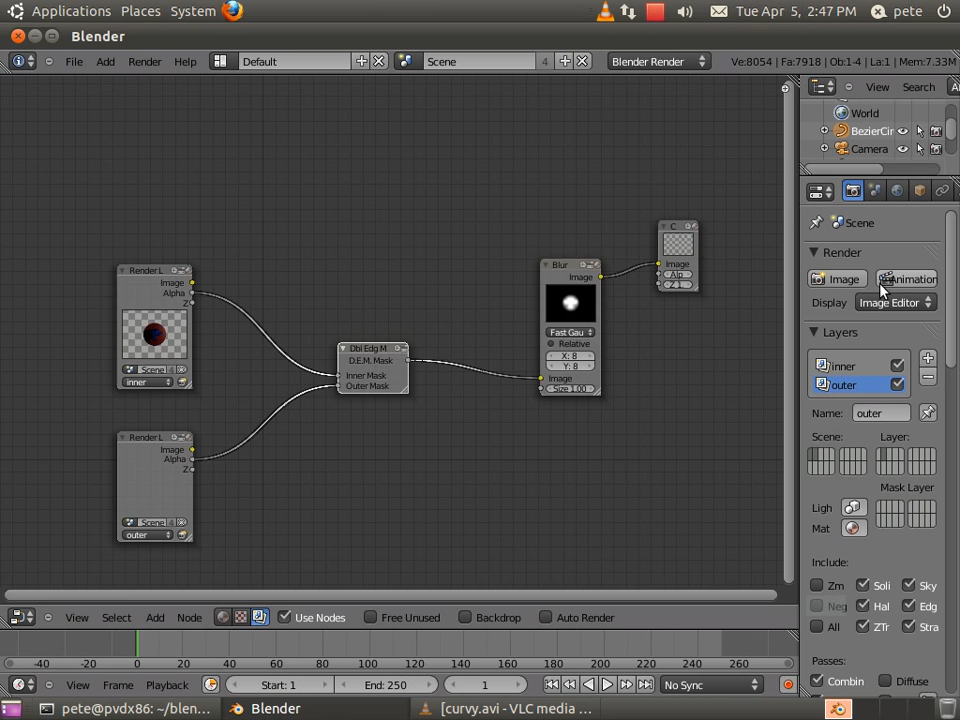 Applications Places System Tue Apr 5, 2:47 PM pete
Blender
File Add Render Help Default Scene 4 Blender Render Ve:8054 | Fa:7918 | Ob:1-4 | La:1 | Mem:7.33M
View Search
World
BezierCir
Camera
Scene
Render
Image Animation
Display Image Editor
Layers
inner
outer
Name: outer
Scene: Layer:
Mask Layer
Ligh
Mat
Include:
Zm Soli Sky
Neg Hal Edg
All ZTr Stra
Passes:
Combin Diffuse
Render L
Image
Alpha
Z
Scene 4
inner
Render L
Image
Alpha
Z
Scene 4
outer
Dbl Edg M
D.E.M. Mask
Inner Mask
Outer Mask
Blur
Image
Fast Gau
Relative
X: 8
Y: 8
Image
Size 1.00
C
Image
Alp
Z 1
View Select Add Node Use Nodes Free Unused Backdrop Auto Render
-40 -20 0 20 40 60 80 100 120 140 160 180 200 220 240 260
View Frame Playback Start: 1 End: 250 1 No Sync
pete@pvdx86: ~/blen... Blender [curvy.avi - VLC media ...